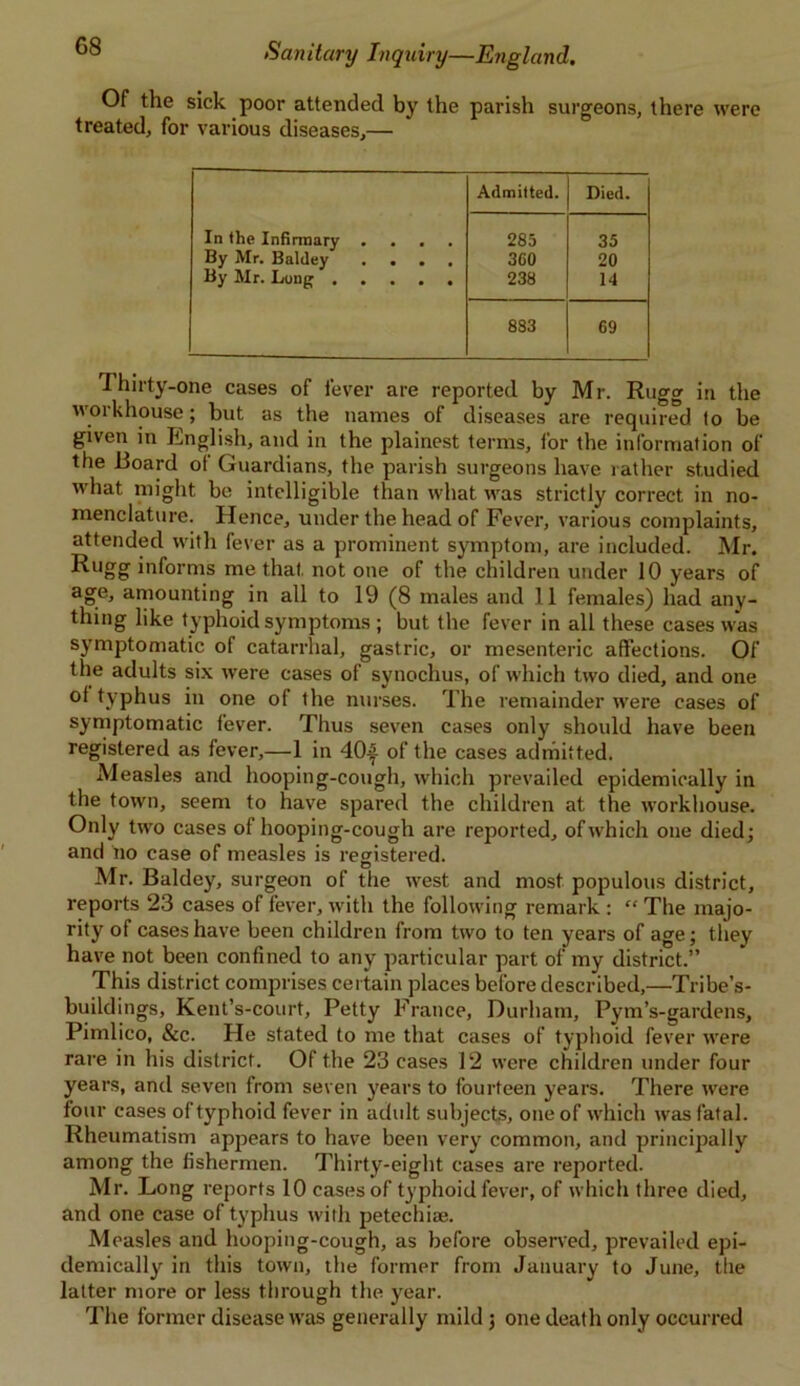 68
Sanitary Inquiry—England.
Of the sick poor attended by the parish surgeons, there were
treated, for various diseases,—
Admitted. Died.
In the Infirmary . . . . 285 35
By Mr. Baldey . . . . 360 20
By Mr. Long . . . . . 238 14
883 69
Thirty-one cases of fever are reported by Mr. Rugg in the
workhouse; but as the names of diseases are required to be
given in English, and in the plainest terms, for the information of
the Board of Guardians, the parish surgeons have rather studied
what might be intelligible than what was strictly correct in no-
menclature. Hence, under the head of Fever, various complaints,
attended with fever as a prominent symptom, are included. Mr.
Rugg informs me that not one of the children under 10 years of
age, amounting in all to 19 (8 males and 11 females) had any-
thing like typhoid symptoms; but the fever in all these cases was
symptomatic of catarrhal, gastric, or mesenteric affections. Of
the adults six were cases of synochus, of which two died, and one
of typhus in one of the nurses. The remainder were cases of
symptomatic fever. Thus seven cases only should have been
registered as fever,—1 in 40 5/7 of the cases admitted.
Measles and hooping-cough, which prevailed epidemically in
the town, seem to have spared the children at the workhouse.
Only two cases of hooping-cough are reported, of which one died;
and no case of measles is registered.
Mr. Baldey, surgeon of the west and most populous district,
reports 23 cases of fever, with the following remark: “The majo-
rity of cases have been children from two to ten years of age; they
have not been confined to any particular part of my district.”
This district comprises certain places before described,—Tribe's-
buildings, Kent's-court, Petty France, Durham, Pym's-gardens,
Pimlico, &c. He stated to me that cases of typhoid fever were
rare in his district. Of the 23 cases 12 were children under four
years, and seven from seven years to fourteen years. There were
four cases of typhoid fever in adult subjects, one of which was fatal.
Rheumatism appears to have been very common, and principally
among the fishermen. Thirty-eight cases are reported.
Mr. Long reports 10 cases of typhoid fever, of which three died,
and one case of typhus with petechiæ.
Measles and hooping-cough, as before observed, prevailed epi-
demically in this town, the former from January to June, the
latter more or less through the year.
The former disease was generally mild; one death only occurred